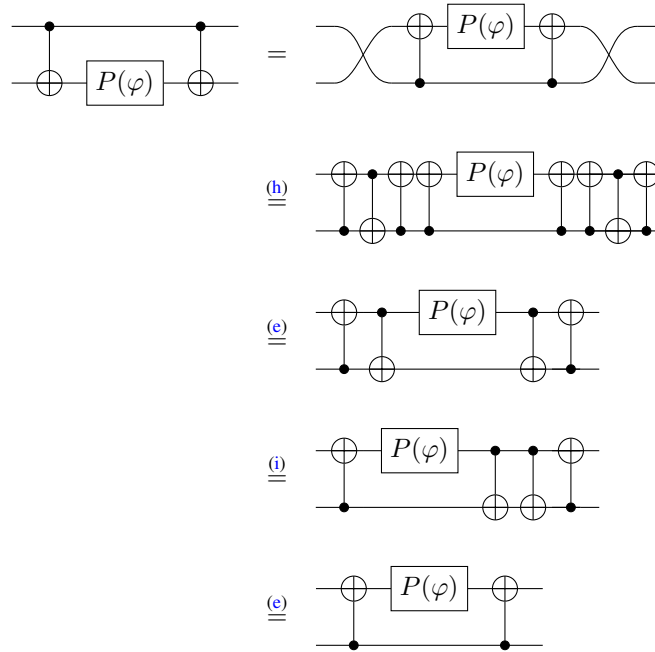 P(φ) = P(φ)
(h) = P(φ)
(e) = P(φ)
(i) = P(φ)
(e) = P(φ)